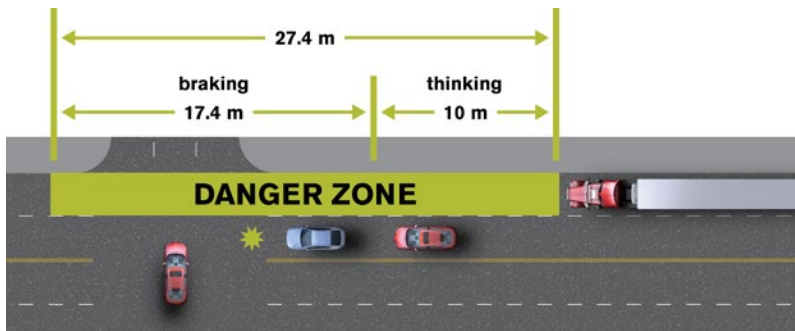 27.4 m
braking
thinking
17.4 m
10 m
DANGER ZONE